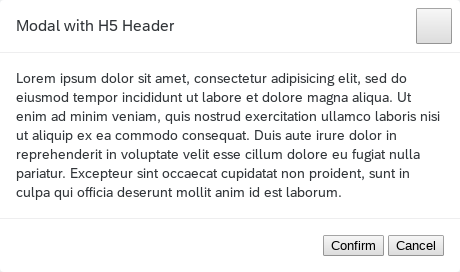 Modal with H5 Header
Lorem ipsum dolor sit amet, consectetur adipisicing elit, sed do
eiusmod tempor incididunt ut labore et dolore magna aliqua. Ut
enim ad minim veniam, quis nostrud exercitation ullamco laboris nisi
ut aliquip ex ea commodo consequat. Duis aute irure dolor in
reprehenderit in voluptate velit esse cillum dolore eu fugiat nulla
pariatur. Excepteur sint occaecat cupidatat non proident, sunt in
culpa qui officia deserunt mollit anim id est laborum.
Confirm Cancel